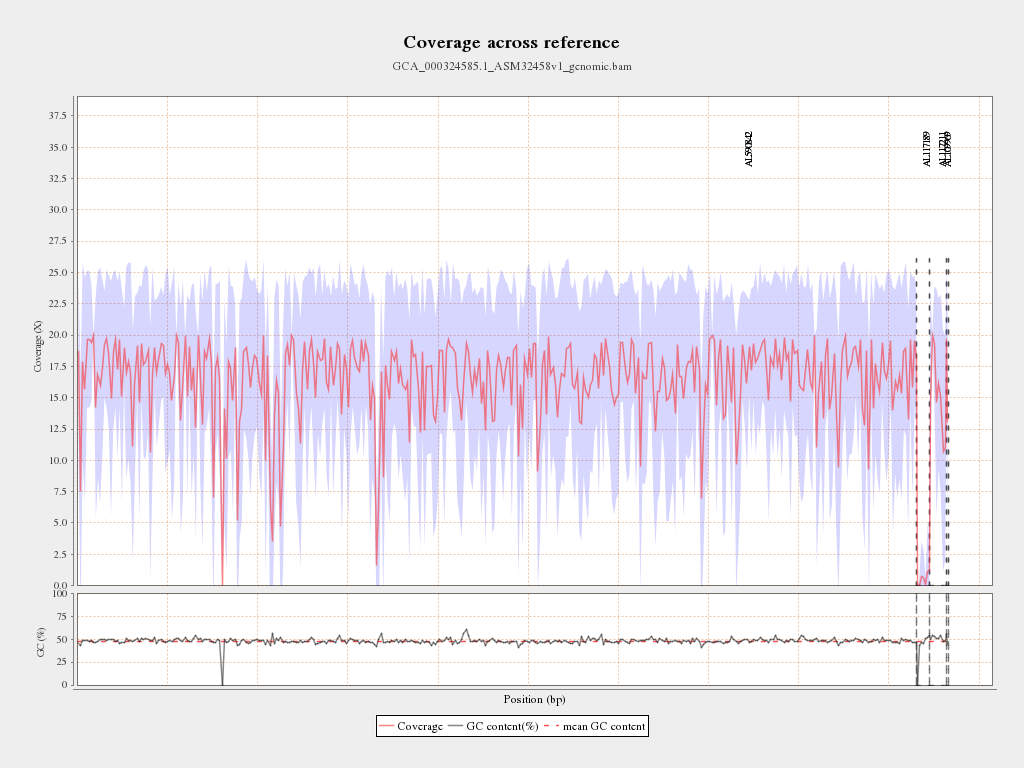 Coverage across reference
GCA_000324585.1_ASM32458v1_genomic.bam
37.5
35.0
32.5
30.0
27.5
25.0
22.5
20.0
17.5
15.0
12.5
10.0
7.5
5.0
2.5
0.0
Coverage (X)
AL590842
AL117189
AL117211
AL109969
100
75
50
25
0
GC (%)
Position (bp)
Coverage GC content(%) mean GC content